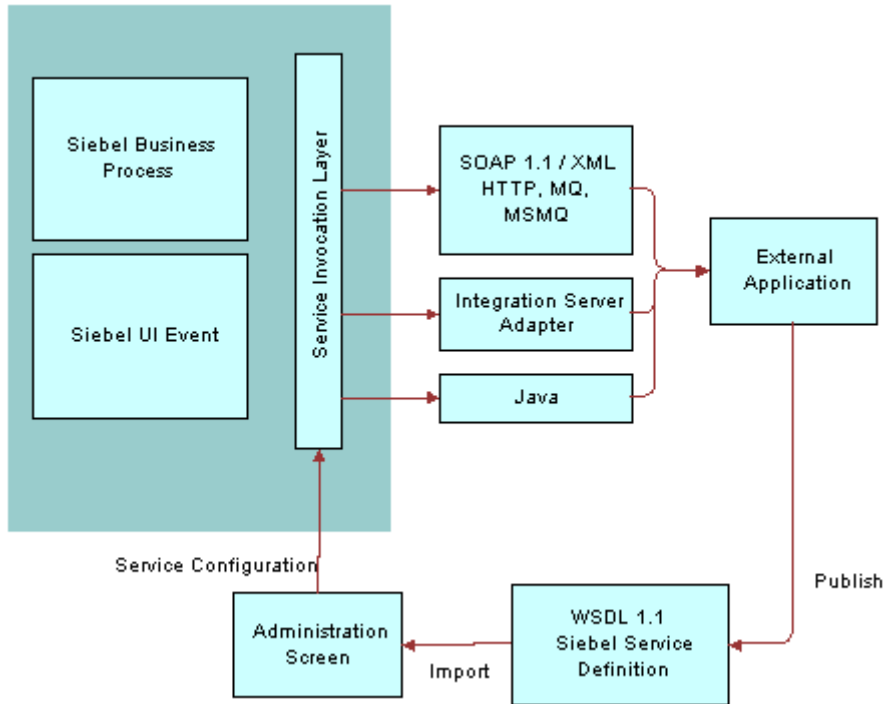 Siebel Business
Process
Siebel UI Event
Service Invocation Layer
SOAP 1.1 / XML
HTTP, MQ,
MSMQ
Integration Server
Adapter
Java
External
Application
Service Configuration
Publish
Administration
Screen
Import
WSDL 1.1
Siebel Service
Definition